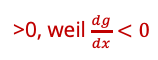 >0, weil dg/dx < 0